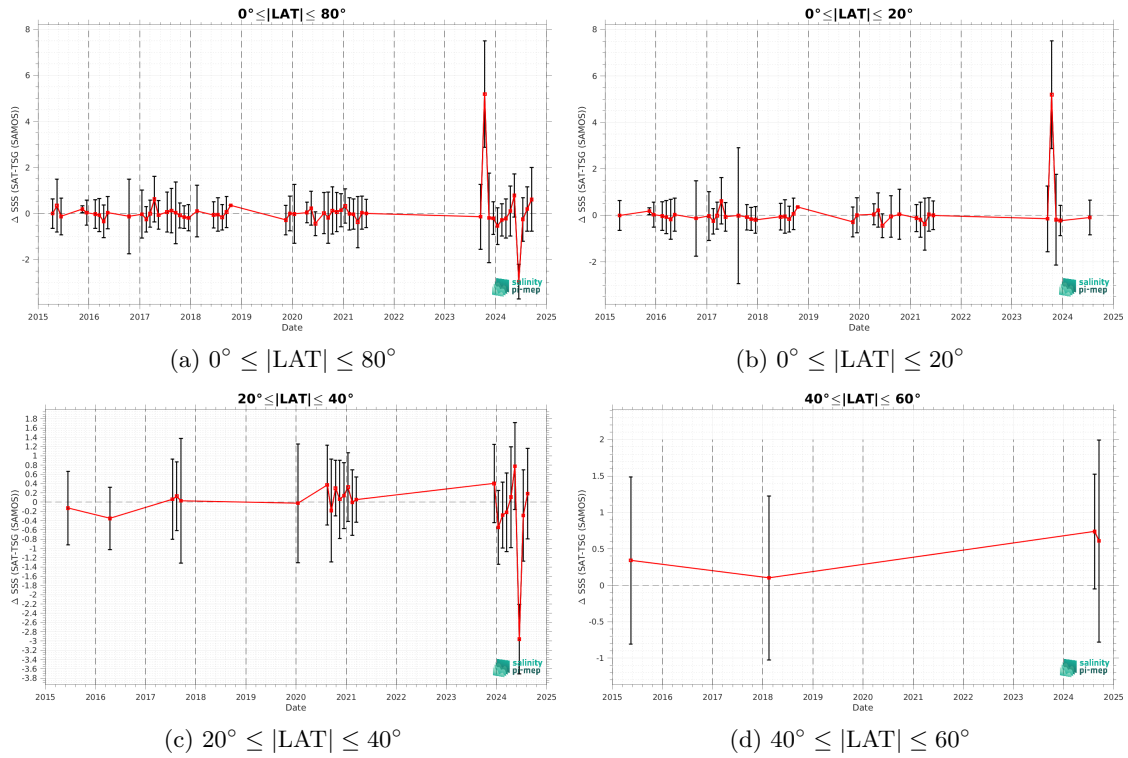 0°≤|LAT|≤ 80°
Δ SSS (SAT-TSG (SAMOS))
8
6
4
2
0
-2
2015 2016 2017 2018 2019 2020 2021 2022 2023 2024 2025
Date
salinity
pi-mep
(a) 0° ≤ |LAT| ≤ 80°
0°≤|LAT|≤ 20°
Δ SSS (SAT-TSG (SAMOS))
8
6
4
2
0
-2
2015 2016 2017 2018 2019 2020 2021 2022 2023 2024 2025
Date
salinity
pi-mep
(b) 0° ≤ |LAT| ≤ 20°
20°≤|LAT|≤ 40°
Δ SSS (SAT-TSG (SAMOS))
1.8
1.6
1.4
1.2
1
0.8
0.6
0.4
0.2
0
-0.2
-0.4
-0.6
-0.8
-1
-1.2
-1.4
-1.6
-1.8
-2
-2.2
-2.4
-2.6
-2.8
-3
-3.2
-3.4
-3.6
-3.8
2015 2016 2017 2018 2019 2020 2021 2022 2023 2024 2025
Date
salinity
pi-mep
(c) 20° ≤ |LAT| ≤ 40°
40°≤|LAT|≤ 60°
Δ SSS (SAT-TSG (SAMOS))
2
1.5
1
0.5
0
-0.5
-1
2015 2016 2017 2018 2019 2020 2021 2022 2023 2024 2025
Date
salinity
pi-mep
(d) 40° ≤ |LAT| ≤ 60°